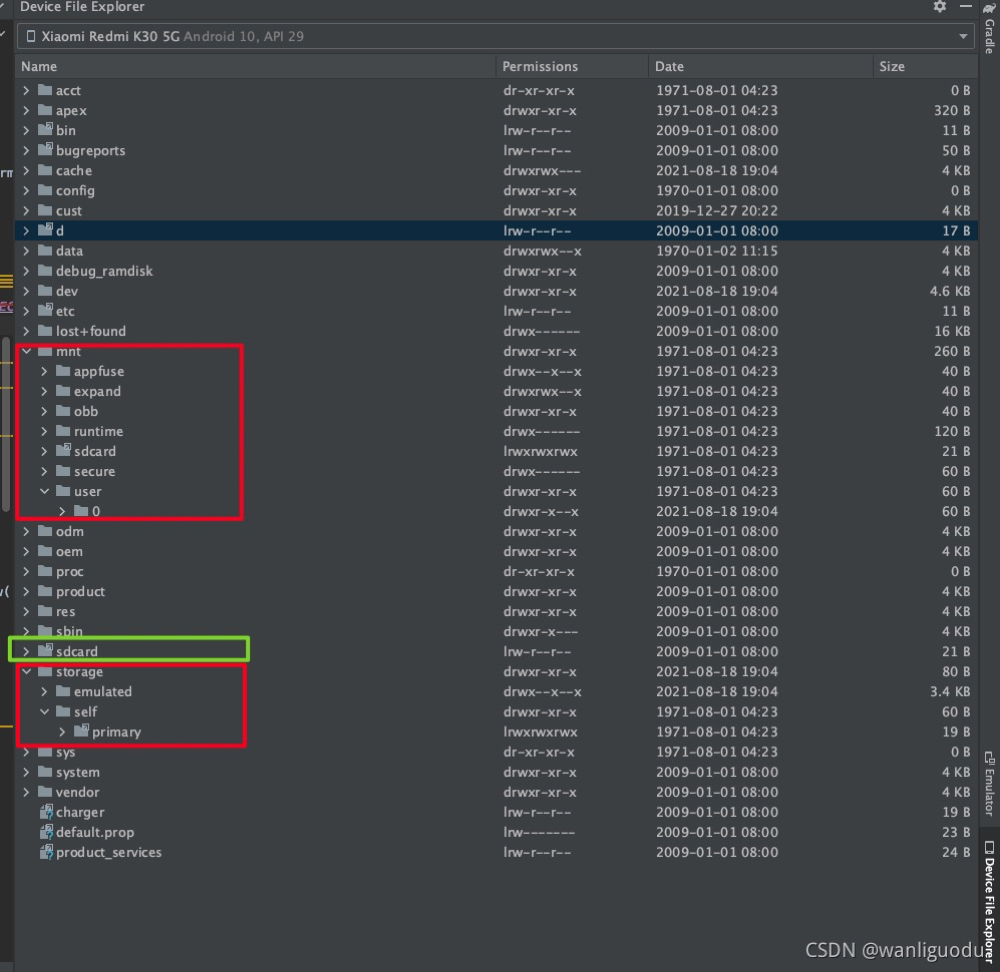 Device File Explorer
Xiaomi Redmi K30 5G Android 10, API 29
Name Permissions Date Size
acct dr-xr-xr-x 1971-08-01 04:23 0 B
apex drwxr-xr-x 1971-08-01 04:23 320 B
bin lrw-r--r-- 2009-01-01 08:00 11 B
bugreports lrw-r--r-- 2009-01-01 08:00 50 B
cache drwxrwx--- 2021-08-18 19:04 4 KB
config drwxr-xr-x 1970-01-01 08:00 0 B
cust drwxr-xr-x 2019-12-27 20:22 4 KB
d lrw-r--r-- 2009-01-01 08:00 17 B
data drwxrwx--x 1970-01-02 11:15 4 KB
debug_ramdisk drwxr-xr-x 2009-01-01 08:00 4 KB
dev drwxr-xr-x 2021-08-18 19:04 4.6 KB
etc lrw-r--r-- 2009-01-01 08:00 11 B
lost+found drwx------ 2009-01-01 08:00 16 KB
mnt drwxr-xr-x 1971-08-01 04:23 260 B
appfuse drwx--x--x 1971-08-01 04:23 40 B
expand drwxrwx--x 1971-08-01 04:23 40 B
obb drwxr-xr-x 1971-08-01 04:23 40 B
runtime drwx------ 1971-08-01 04:23 120 B
sdcard lrwxrwxrwx 1971-08-01 04:23 21 B
secure drwx------ 1971-08-01 04:23 60 B
user drwxr-xr-x 1971-08-01 04:23 60 B
0 drwxr-x--x 2021-08-18 19:04 60 B
odm drwxr-xr-x 2009-01-01 08:00 4 KB
oem drwxr-xr-x 2009-01-01 08:00 4 KB
proc dr-xr-xr-x 1970-01-01 08:00 0 B
product drwxr-xr-x 2009-01-01 08:00 4 KB
res drwxr-xr-x 2009-01-01 08:00 4 KB
sbin drwxr-x--- 2009-01-01 08:00 4 KB
sdcard lrw-r--r-- 2009-01-01 08:00 21 B
storage drwxr-xr-x 2021-08-18 19:04 80 B
emulated drwx--x--x 2021-08-18 19:04 3.4 KB
self drwxr-xr-x 1971-08-01 04:23 60 B
primary lrwxrwxrwx 1971-08-01 04:23 19 B
sys dr-xr-xr-x 1971-08-01 04:23 0 B
system drwxr-xr-x 2009-01-01 08:00 4 KB
vendor drwxr-xr-x 2009-01-01 08:00 4 KB
charger lrw-r--r-- 2009-01-01 08:00 19 B
default.prop lrw------- 2009-01-01 08:00 23 B
product_services lrw-r--r-- 2009-01-01 08:00 24 B
Gradle
Emulator
Device File Explorer
CSDN @wanliguodu